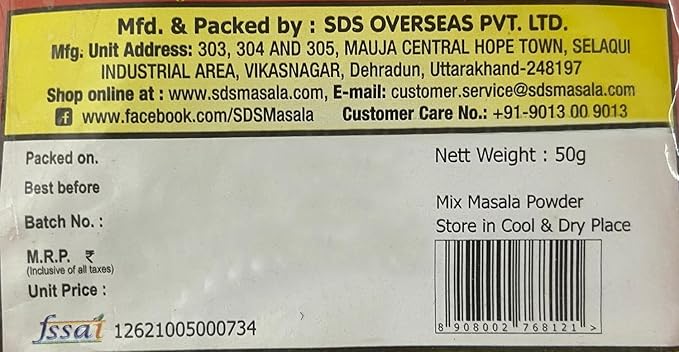 Mfd. & Packed by : SDS OVERSEAS PVT. LTD.
Mfg. Unit Address: 303, 304 AND 305, MAUJA CENTRAL HOPE TOWN, SELAQUI
INDUSTRIAL AREA, VIKASNAGAR, Dehradun, Uttarakhand-248197
Shop online at : www.sdsmasala.com, E-mail: customer.service@sdsmasala.com
f www.facebook.com/SDSMasala Customer Care No.: +91-9013 00 9013
Packed on.
Best before
Batch No. :
M.R.P. ₹
(Inclusive of all taxes)
Unit Price :
fssai 12621005000734
Nett Weight : 50g
Mix Masala Powder
Store in Cool & Dry Place
8 908002 768121 >